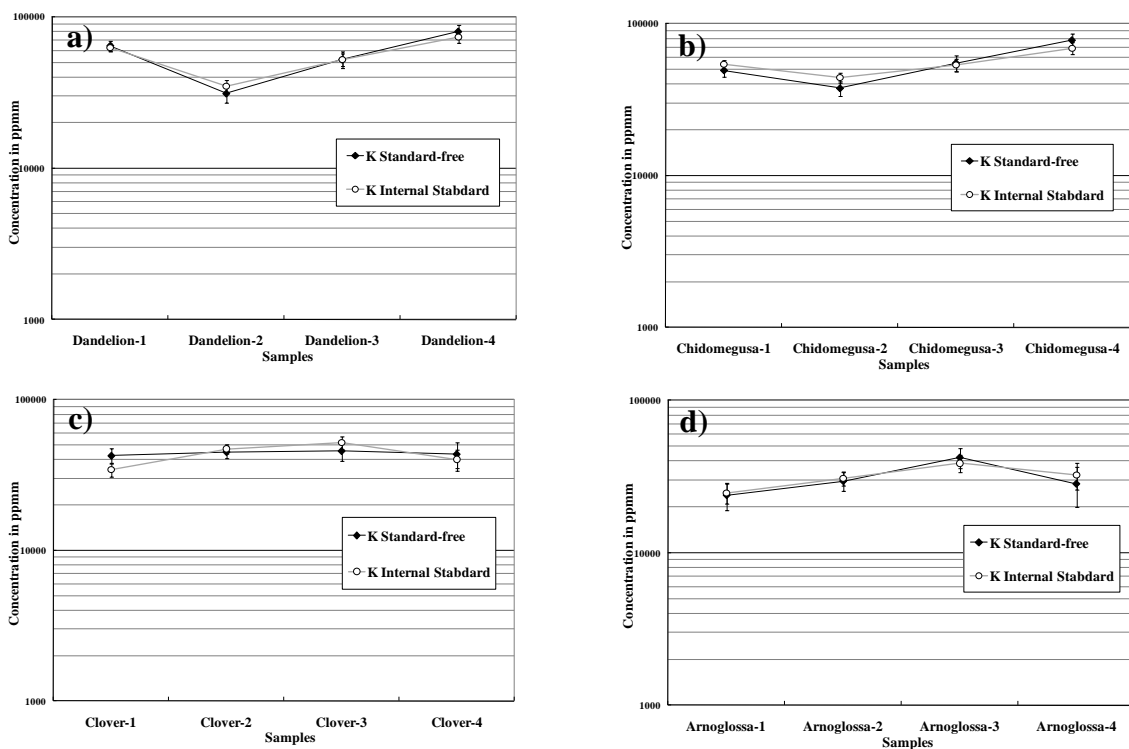 a)
100000
10000
1000
Concentration in ppmm
K Standard-free
K Internal Stabdard
Dandelion-1 Dandelion-2 Dandelion-3 Dandelion-4
Samples
b)
100000
10000
1000
Concentration in ppmm
K Standard-free
K Internal Stabdard
Chidomegusa-1 Chidomegusa-2 Chidomegusa-3 Chidomegusa-4
Samples
c)
100000
10000
1000
Concentration in ppmm
K Standard-free
K Internal Stabdard
Clover-1 Clover-2 Clover-3 Clover-4
Samples
d)
100000
10000
1000
Concentration in ppmm
K Standard-free
K Internal Stabdard
Arnoglossa-1 Arnoglossa-2 Arnoglossa-3 Arnoglossa-4
Samples